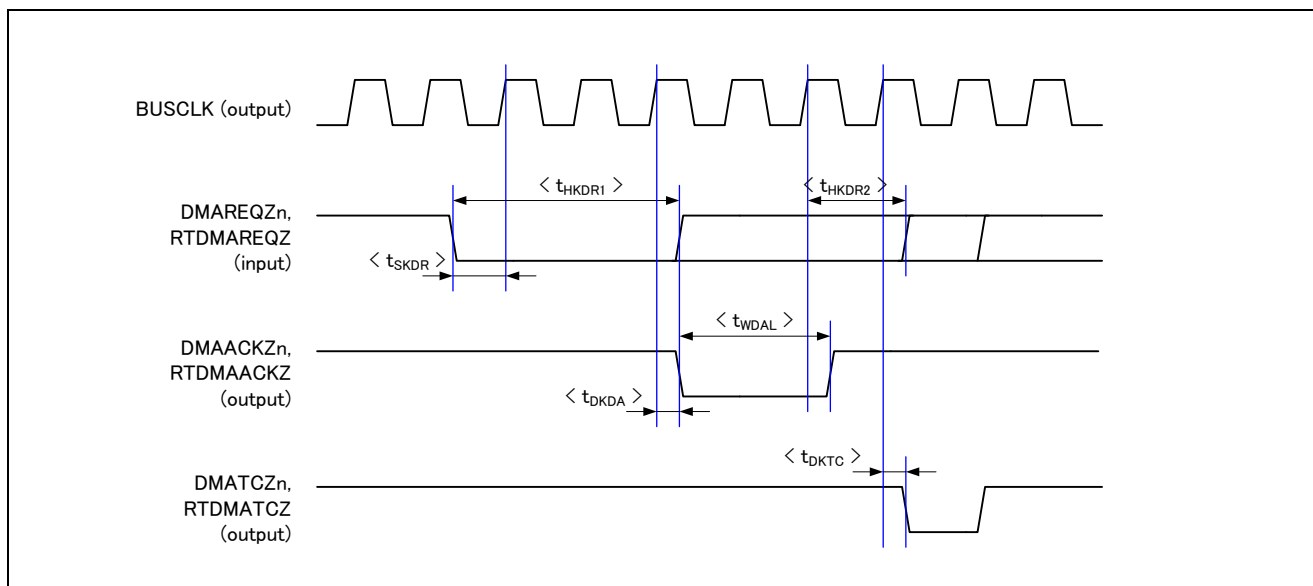 BUSCLK (output)
< tHKDR1 >
< tHKDR2 >
DMAREQZn,
RTDMAREQZ
(input)
< tSKDR >
< tWDAL >
DMAACKZn,
RTDMAACKZ
(output)
< tDKDA >
< tDKTC >
DMATCZn,
RTDMATCZ
(output)